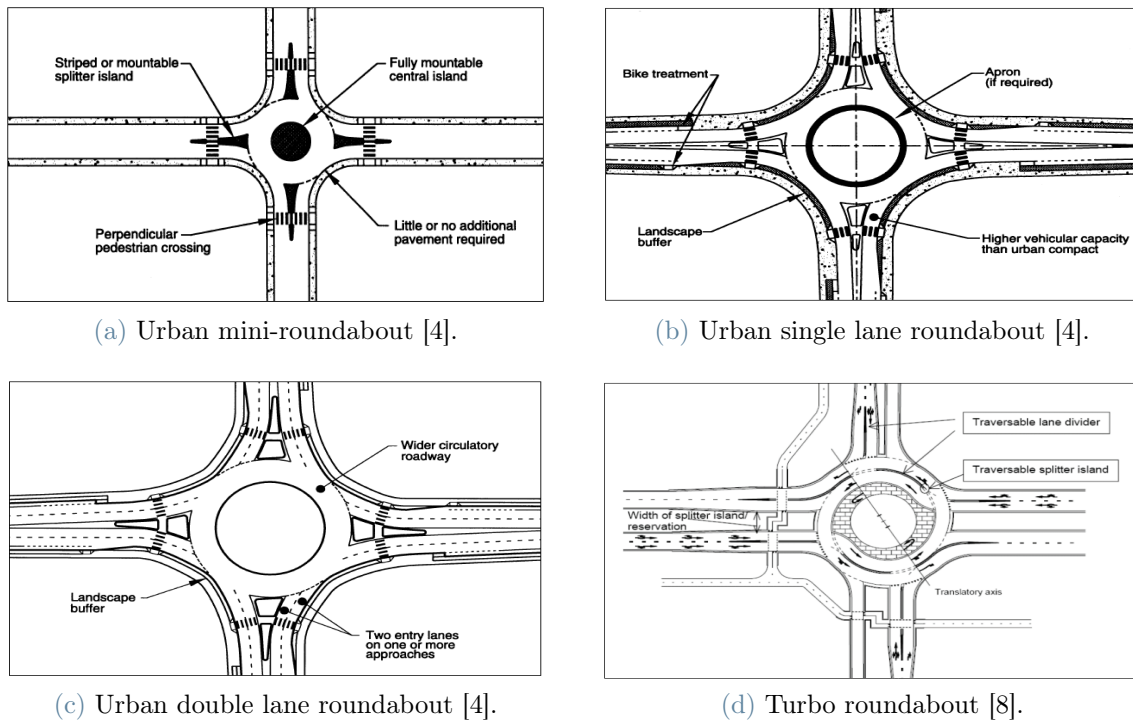 Striped or mountable
splitter island
Fully mountable
central island
Perpendicular
pedestrian crossing
Little or no additional
pavement required
(a) Urban mini-roundabout [4].
Bike treatment
Apron
(if required)
Landscape
buffer
Higher vehicular capacity
than urban compact
(b) Urban single lane roundabout [4].
Wider circulatory
roadway
Landscape
buffer
Two entry lanes
on one or more
approaches
(c) Urban double lane roundabout [4].
Traversable lane divider
Traversable splitter island
Width of splitter island/
reservation
Translatory axis
(d) Turbo roundabout [8].